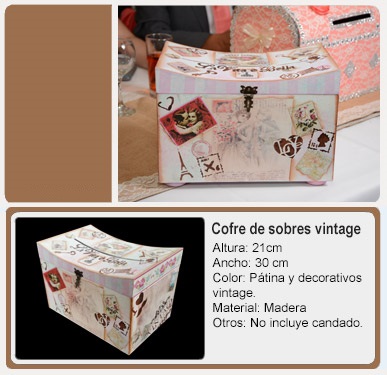 Cofre de sobres vintage
Altura: 21cm
Ancho: 30 cm
Color: Pátina y decorativos
vintage.
Material: Madera
Otros: No incluye candado.